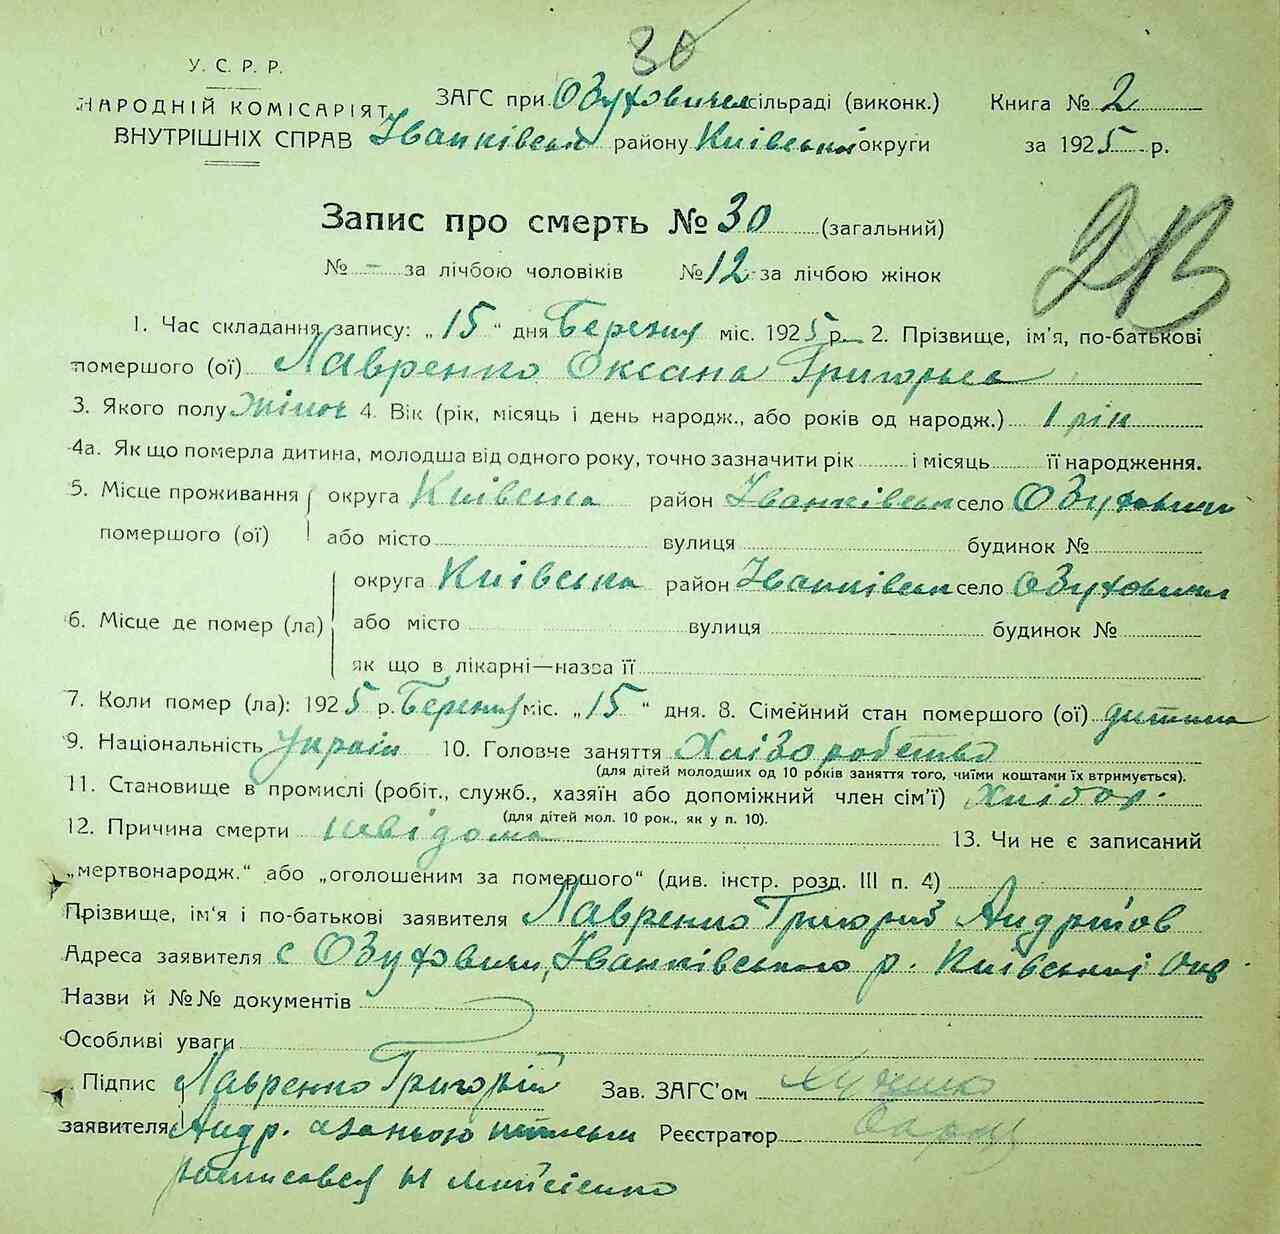 30
У. С. Р. Р.
НАРОДНІЙ КОМІСАРІЯТ
ВНУТРІШНІХ СПРАВ
ЗАГС при Обуховичі сільраді (виконк.) Книга № 2
Іванківськ району Київської округи за 1925 р.
Запис про смерть № 30 (загальний)
№ - за лічбою чоловіків № 12 за лічбою жінок
1. Час складання запису: „15“ дня Березня міс. 1925 р. 2. Прізвище, ім'я, по-батькові
помершого (ої) Лавренко Оксана Григорьев
3. Якого полу Жіноч 4. Вік (рік, місяць і день народж., або років од народж.) 1 рік
4а. Як що померла дитина, молодша від одного року, точно зазначити рік і місяць її народження.
5. Місце проживання округа Київська район Іванківськ село Обуховичі
помершого (ої) або місто вулиця будинок №
округа Київська район Іванківськ село Обуховичі
6. Місце де помер (ла) або місто вулиця будинок №
як що в лікарні—назва її
7. Коли помер (ла): 1925 р. Березня міс. „15“ дня. 8. Сімейний стан помершого (ої) дитина
9. Національність Україн 10. Головче заняття Хліборобство
(для дітей молодших од 10 років заняття того, чиїми коштами їх втримується).
11. Становище в промислі (робіт., служб., хазяїн або допоміжний член сім'ї) Хлібор.
(для дітей мол. 10 рок., як у п. 10).
12. Причина смерти невідома 13. Чи не є записаний
„мертвонародж.“ або „оголошеним за помершого“ (див. інстр. розд. III п. 4)
Прізвище, ім'я і по-батькові заявителя Лавренко Григорій Андріїов
Адреса заявителя с Обуховичі, Іванківського р. Київської окр.
Назви й №№ документів
Особливі уваги
Підпис Лавренко Григорій Зав. ЗАГС'ом
заявителя Андр. Реєстратор
росписався М Моісієнко